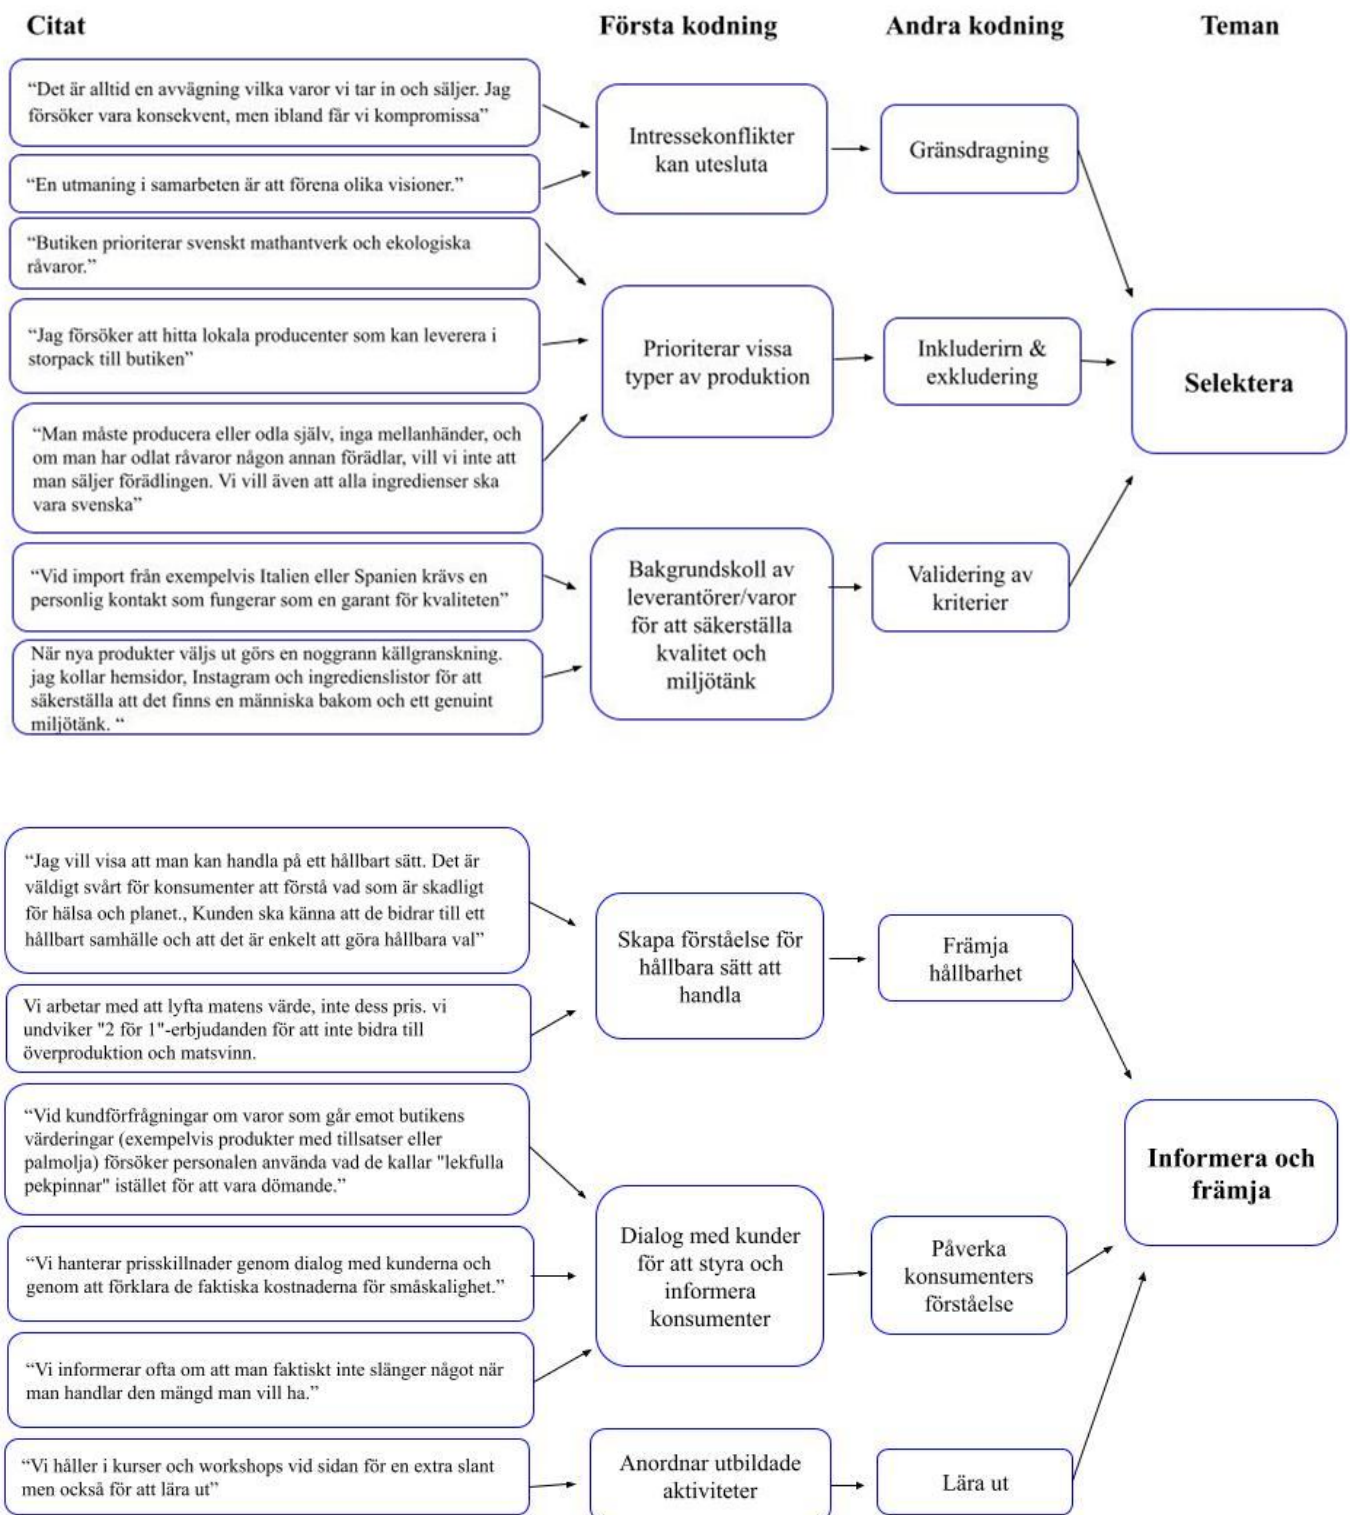 Citat
Första kodning
Andra kodning
Teman
“Det är alltid en avvägning vilka varor vi tar in och säljer. Jag
försöker vara konsekvent, men ibland får vi kompromissa”
“En utmaning i samarbeten är att förena olika visioner.”
“Butiken prioriterar svenskt mathantverk och ekologiska
råvaror.”
“Jag försöker att hitta lokala producenter som kan leverera i
storpack till butiken”
“Man måste producera eller odla själv, inga mellanhänder, och
om man har odlat råvaror någon annan förädlar, vill vi inte att
man säljer förädlingen. Vi vill även att alla ingredienser ska
vara svenska”
“Vid import från exempelvis Italien eller Spanien krävs en
personlig kontakt som fungerar som en garant för kvaliteten”
När nya produkter väljs ut görs en noggrann källgranskning.
jag kollar hemsidor, Instagram och ingredienslistor för att
säkerställa att det finns en människa bakom och ett genuint
miljötänk. “
Intressekonflikter
kan utesluta
Prioriterar vissa
typer av produktion
Bakgrundskoll av
leverantörer/varor
för att säkerställa
kvalitet och
miljötänk
Gränsdragning
Inkluderirn &
exkludering
Validering av
kriterier
Selektera
“Jag vill visa att man kan handla på ett hållbart sätt. Det är
väldigt svårt för konsumenter att förstå vad som är skadligt
för hälsa och planet., Kunden ska känna att de bidrar till ett
hållbart samhälle och att det är enkelt att göra hållbara val”
Vi arbetar med att lyfta matens värde, inte dess pris. vi
undviker "2 för 1"-erbjudanden för att inte bidra till
överproduktion och matsvinn.
“Vid kundförfrågningar om varor som går emot butikens
värderingar (exempelvis produkter med tillsatser eller
palmolja) försöker personalen använda vad de kallar "lekfulla
pekpinnar" istället för att vara dömande.”
“Vi hanterar prisskillnader genom dialog med kunderna och
genom att förklara de faktiska kostnaderna för småskalighet.”
“Vi informerar ofta om att man faktiskt inte slänger något när
man handlar den mängd man vill ha.”
“Vi håller i kurser och workshops vid sidan för en extra slant
men också för att lära ut”
Skapa förståelse för
hållbara sätt att
handla
Dialog med kunder
för att styra och
informera
konsumenter
Anordnar utbildade
aktiviteter
Främja
hållbarhet
Påverka
konsumenters
förståelse
Lära ut
Informera och
främja